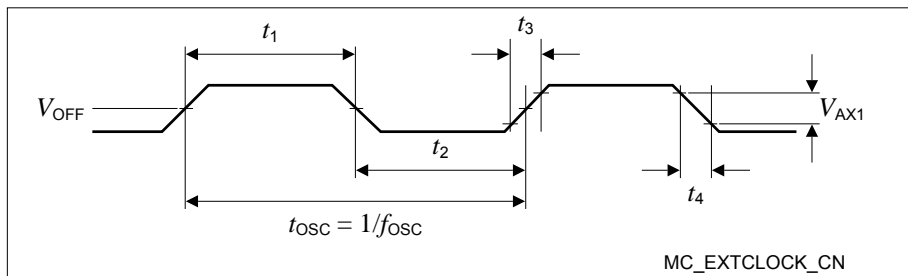 t1
t3
VOFF
VAX1
t2
t4
tOSC = 1/fOSC
MC_EXTCLOCK_CN